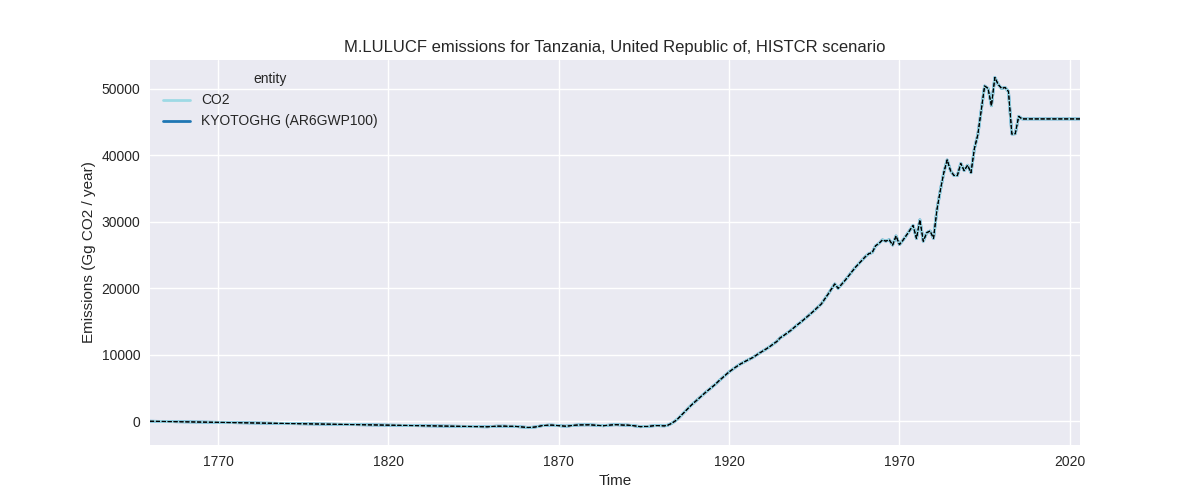 M.LULUCF emissions for Tanzania, United Republic of, HISTCR scenario
entity
CO2
KYOTOGHG (AR6GWP100)
Emissions (Gg CO2 / year)
50000
40000
30000
20000
10000
0
1770 1820 1870 1920 1970 2020
Time